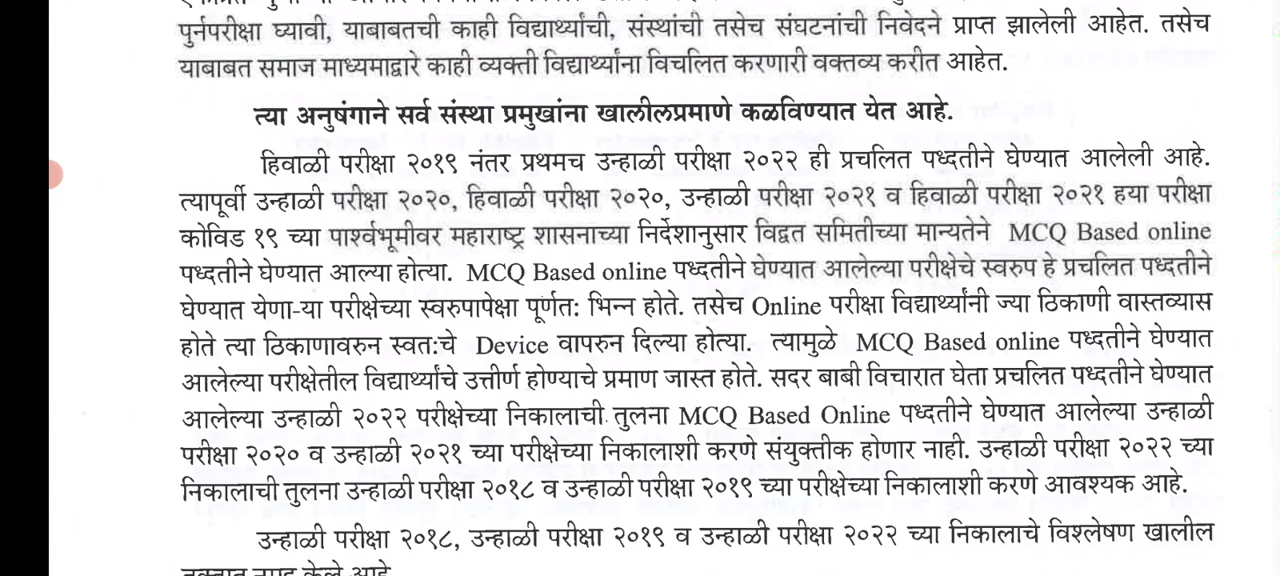 पुर्नपरीक्षा घ्यावी, याबाबतची काही विद्यार्थ्यांची, संस्थांची तसेच संघटनांची निवेदने प्राप्त झालेली आहेत. तसेच
याबाबत समाज माध्यमाद्वारे काही व्यक्ती विद्यार्थ्यांना विचलित करणारी वक्तव्य करीत आहेत.
त्या अनुषंगाने सर्व संस्था प्रमुखांना खालीलप्रमाणे कळविण्यात येत आहे.
हिवाळी परीक्षा २०१९ नंतर प्रथमच उन्हाळी परीक्षा २०२२ ही प्रचलित पध्दतीने घेण्यात आलेली आहे.
त्यापूर्वी उन्हाळी परीक्षा २०२०, हिवाळी परीक्षा २०२०, उन्हाळी परीक्षा २०२१ व हिवाळी परीक्षा २०२१ हया परीक्षा
कोविड १९ च्या पार्श्वभूमीवर महाराष्ट्र शासनाच्या निर्देशानुसार विद्वत समितीच्या मान्यतेने MCQ Based online
पध्दतीने घेण्यात आल्या होत्या. MCQ Based online पध्दतीने घेण्यात आलेल्या परीक्षेचे स्वरुप हे प्रचलित पध्दतीने
घेण्यात येणा-या परीक्षेच्या स्वरुपापेक्षा पूर्णत: भिन्न होते. तसेच Online परीक्षा विद्यार्थ्यांनी ज्या ठिकाणी वास्तव्यास
होते त्या ठिकाणावरुन स्वत:चे Device वापरुन दिल्या होत्या. त्यामुळे MCQ Based online पध्दतीने घेण्यात
आलेल्या परीक्षेतील विद्यार्थ्यांचे उत्तीर्ण होण्याचे प्रमाण जास्त होते. सदर बाबी विचारात घेता प्रचलित पध्दतीने घेण्यात
आलेल्या उन्हाळी २०२२ परीक्षेच्या निकालाची तुलना MCQ Based Online पध्दतीने घेण्यात आलेल्या उन्हाळी
परीक्षा २०२० व उन्हाळी २०२१ च्या परीक्षेच्या निकालाशी करणे संयुक्तीक होणार नाही. उन्हाळी परीक्षा २०२२ च्या
निकालाची तुलना उन्हाळी परीक्षा २०१८ व उन्हाळी परीक्षा २०१९ च्या परीक्षेच्या निकालाशी करणे आवश्यक आहे.
उन्हाळी परीक्षा २०१८, उन्हाळी परीक्षा २०१९ व उन्हाळी परीक्षा २०२२ च्या निकालाचे विश्लेषण खालील